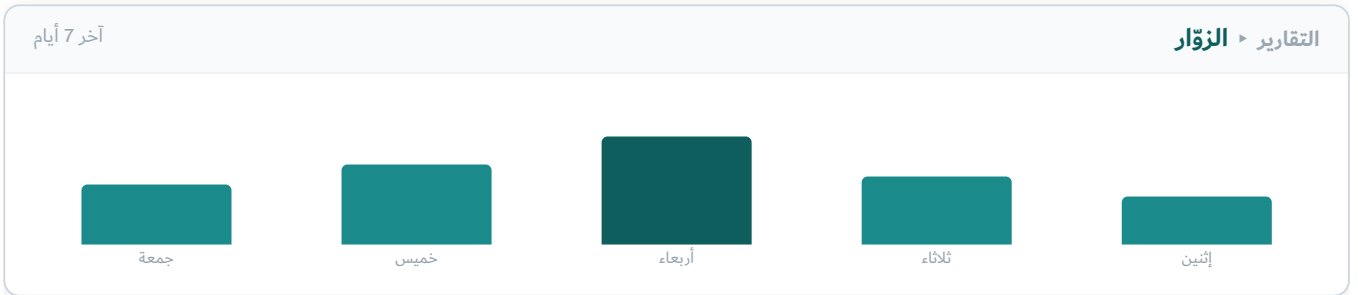 التقارير ▸ الزوّار
آخر 7 أيام
إثنين
ثلاثاء
أربعاء
خميس
جمعة